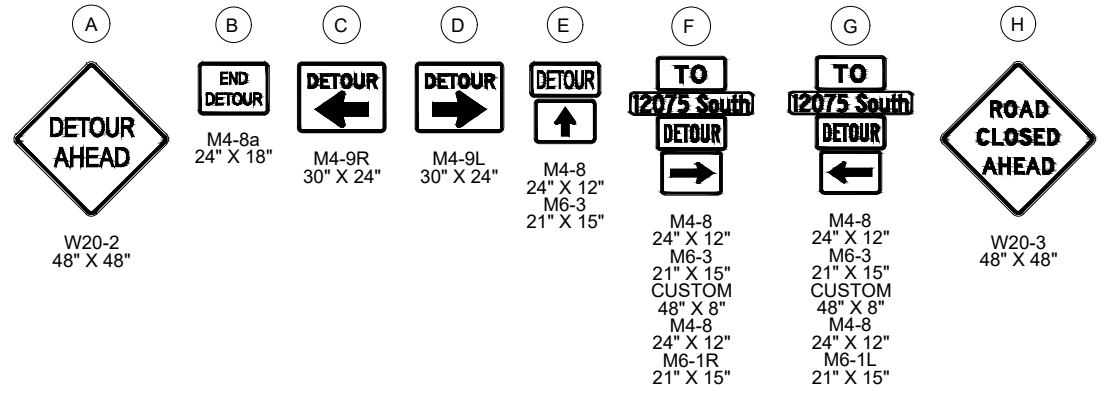 A
DETOUR
AHEAD
W20-2
48" X 48"
B
END
DETOUR
M4-8a
24" X 18"
C
DETOUR
M4-9R
30" X 24"
D
DETOUR
M4-9L
30" X 24"
E
DETOUR
M4-8
24" X 12"
M6-3
21" X 15"
F
TO
12075 South
DETOUR
M4-8
24" X 12"
M6-3
21" X 15"
CUSTOM
48" X 8"
M4-8
24" X 12"
M6-1R
21" X 15"
G
TO
12075 South
DETOUR
M4-8
24" X 12"
M6-3
21" X 15"
CUSTOM
48" X 8"
M4-8
24" X 12"
M6-1L
21" X 15"
H
ROAD
CLOSED
AHEAD
W20-3
48" X 48"